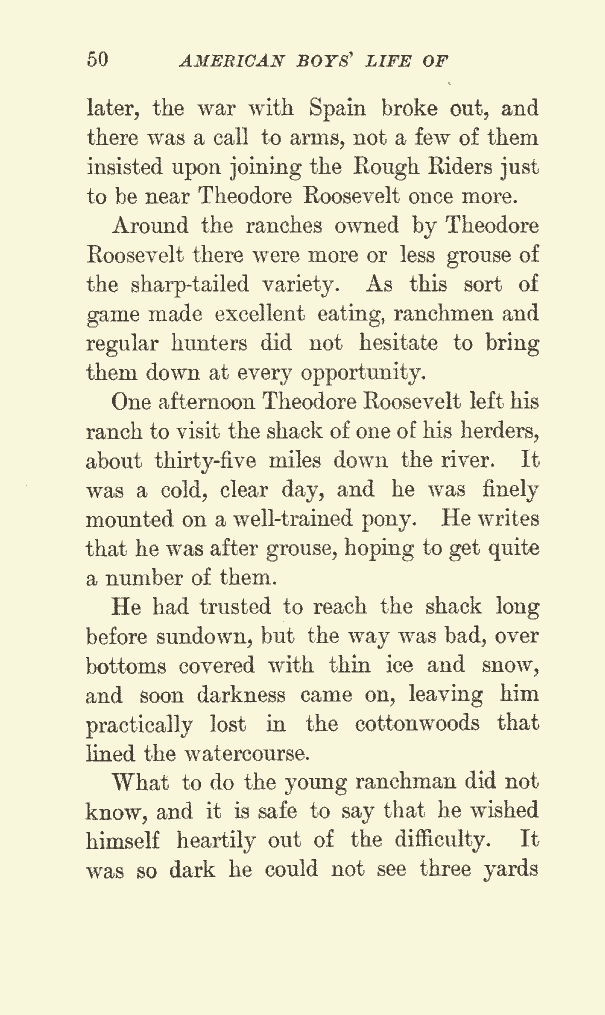 50 AMERICAN BOYS' LIFE OF
later, the war with Spain broke out, and
there was a call to arms, not a few of them
insisted upon joining the Rough Riders just
to be near Theodore Roosevelt once more.
Around the ranches owned by Theodore
Roosevelt there were more or less grouse of
the sharp-tailed variety. As this sort of
game made excellent eating, ranchmen and
regular hunters did not hesitate to bring
them down at every opportunity.
One afternoon Theodore Roosevelt left his
ranch to visit the shack of one of his herders,
about thirty-five miles down the river. It
was a cold, clear day, and he was finely
mounted on a well-trained pony. He writes
that he was after grouse, hoping to get quite
a number of them.
He had trusted to reach the shack long
before sundown, but the way was bad, over
bottoms covered with thin ice and snow,
and soon darkness came on, leaving him
practically lost in the cottonwoods that
lined the watercourse.
What to do the young ranchman did not
know, and it is safe to say that he wished
himself heartily out of the difficulty. It
was so dark he could not see three yards